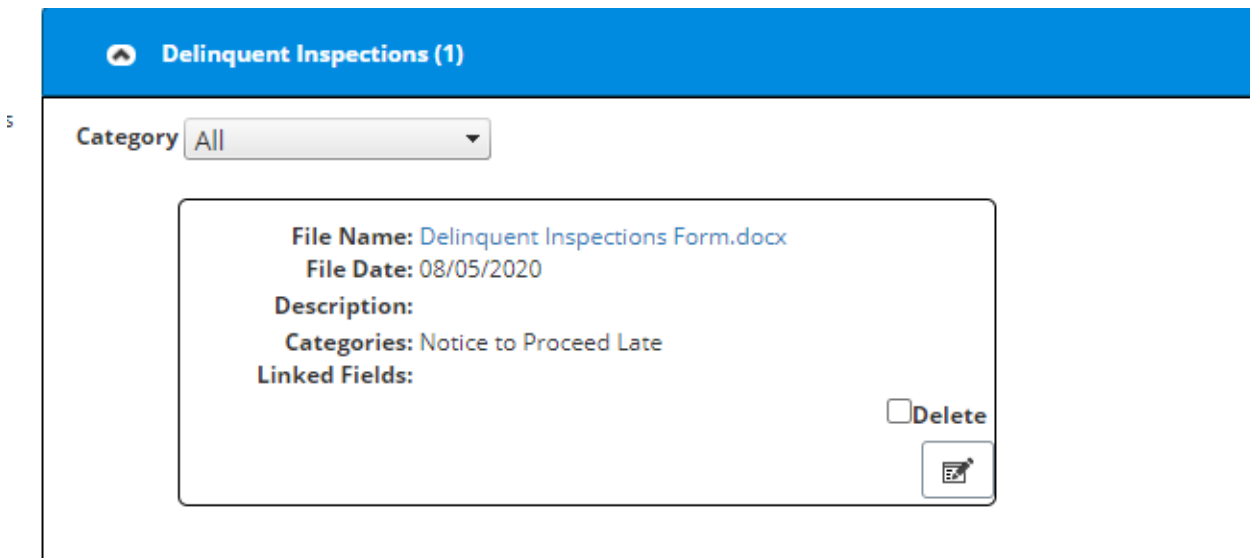 Delinquent Inspections (1)
s
Category All
File Name: Delinquent Inspections Form.docx
File Date: 08/05/2020
Description:
Categories: Notice to Proceed Late
Linked Fields:
Delete